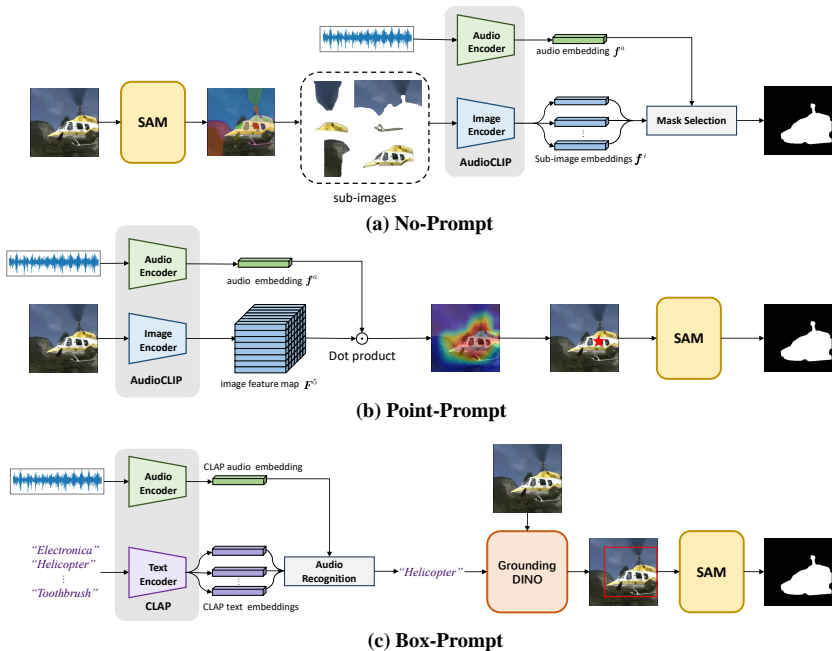 Audio
Encoder
audio embedding f^a
SAM
Image
Encoder
AudioCLIP
Sub-image embeddings f^i
Mask Selection
sub-images
(a) No-Prompt
Audio
Encoder
audio embedding f^a
Image
Encoder
AudioCLIP
image feature map F^5
Dot product
SAM
(b) Point-Prompt
CLAP audio embedding
Audio
Encoder
“Electronica”
“Helicopter”
⋮
“Toothbrush”
Text
Encoder
CLAP
CLAP text embeddings
Audio
Recognition
“Helicopter”
Grounding
DINO
SAM
(c) Box-Prompt